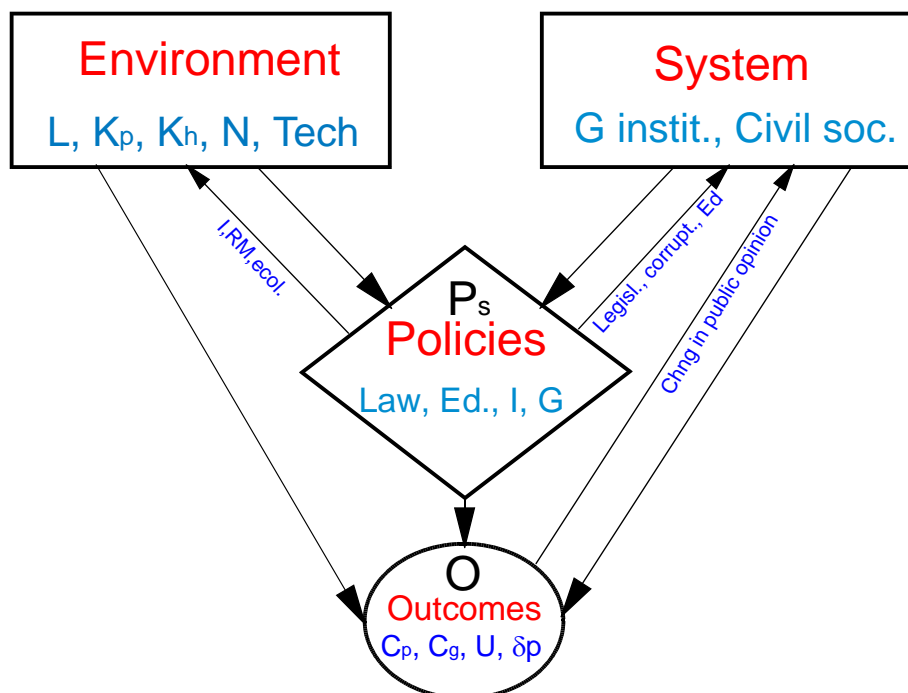 Environment
L, Kp, Kh, N, Tech
System
G instit., Civil soc.
I,RM,ecol.
Legisl., corrupt., Ed
Chng in public opinion
Ps
Policies
Law, Ed., I, G
O
Outcomes
Cp, Cg, U, δp